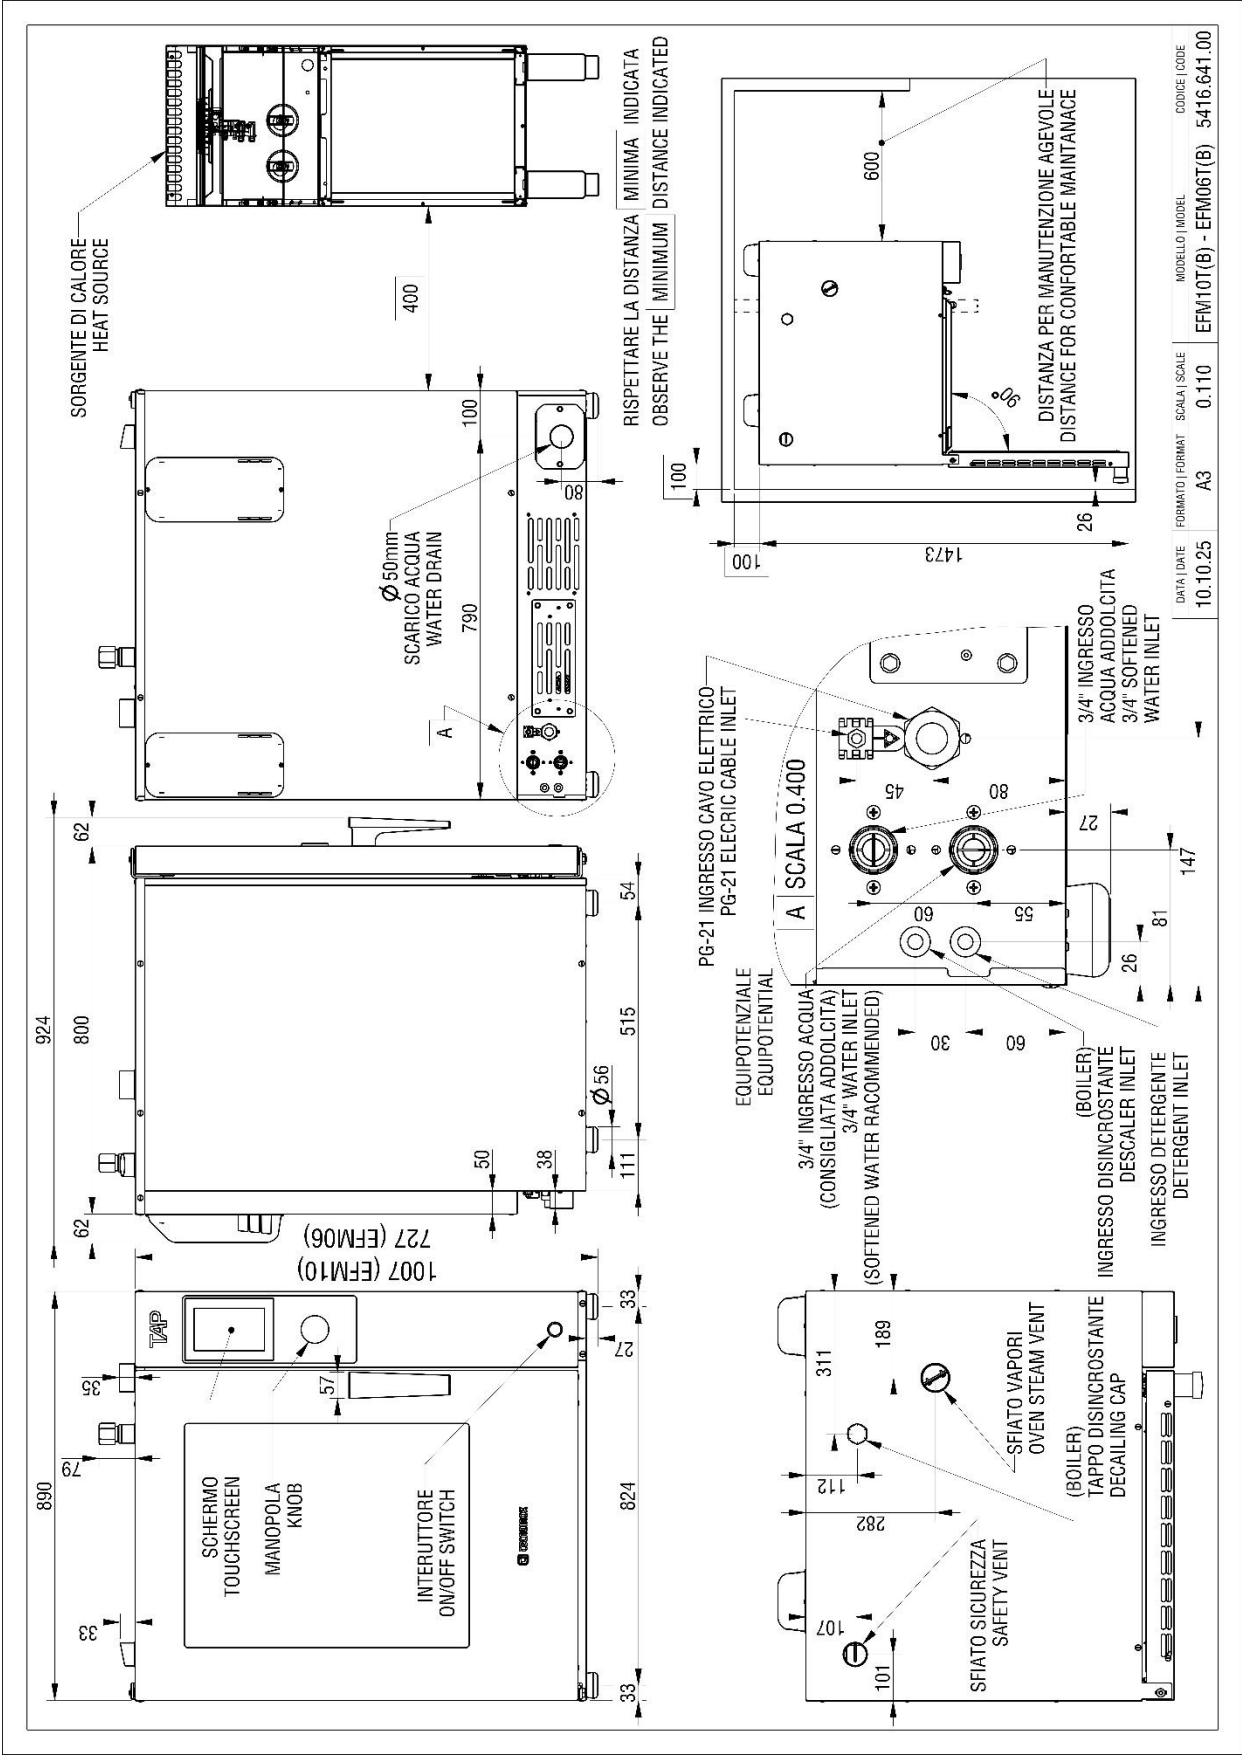 890
35
79
33
TAP
SCHERMO
TOUCHSCREEN
MANOPOLA
KNOB
57
INTERUTTORE
ON/OFF SWITCH
TECNOEKA
33
824
33
27
1007 (EFM10)
727 (EFM06)
924
62
800
62
50
38
111
Ø56
515
54
Ø50mm
SCARICO ACQUA
WATER DRAIN
790
100
80
A
SORGENTE DI CALORE
HEAT SOURCE
400
RISPETTARE LA DISTANZA MINIMA INDICATA
OBSERVE THE MINIMUM DISTANCE INDICATED
311
189
112
282
107
101
SFIATO SICUREZZA
SAFETY VENT
SFIATO VAPORI
OVEN STEAM VENT
(BOILER)
TAPPO DISINCROSTANTE
DECAILING CAP
PG-21 INGRESSO CAVO ELETTRICO
PG-21 ELECRIC CABLE INLET
EQUIPOTENZIALE
EQUIPOTENTIAL
A SCALA 0.400
3/4" INGRESSO ACQUA
(CONSIGLIATA ADDOLCITA)
3/4" WATER INLET
(SOFTENED WATER RACOMMENDED)
45
80
60
55
27
30
60
26
81
147
(BOILER)
INGRESSO DISINCROSTANTE
DESCALER INLET
INGRESSO DETERGENTE
DETERGENT INLET
3/4" INGRESSO
ACQUA ADDOLCITA
3/4" SOFTENED
WATER INLET
100
100
1473
26
600
90°
DISTANZA PER MANUTENZIONE AGEVOLE
DISTANCE FOR CONFORTABLE MAINTANACE
DATA | DATE
10.10.25
FORMATO | FORMAT
A3
SCALA | SCALE
0.110
MODELLO | MODEL
EFM10T(B) - EFM06T(B)
CODICE | CODE
5416.641.00